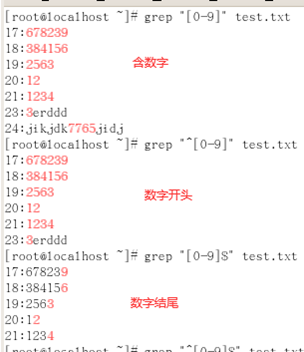 [root@localhost ~]# grep "[0-9]" test.txt
17:678239
18:384156
19:2563
20:12
21:1234
23:3erddd
24:jikjdk7765jidj
含数字
[root@localhost ~]# grep "^[0-9]" test.txt
17:678239
18:384156
19:2563
20:12
21:1234
23:3erddd
数字开头
[root@localhost ~]# grep "[0-9]$" test.txt
17:678239
18:384156
19:2563
20:12
21:1234
数字结尾
[root@localhost ~]# grep "[0-9]$" test.txt